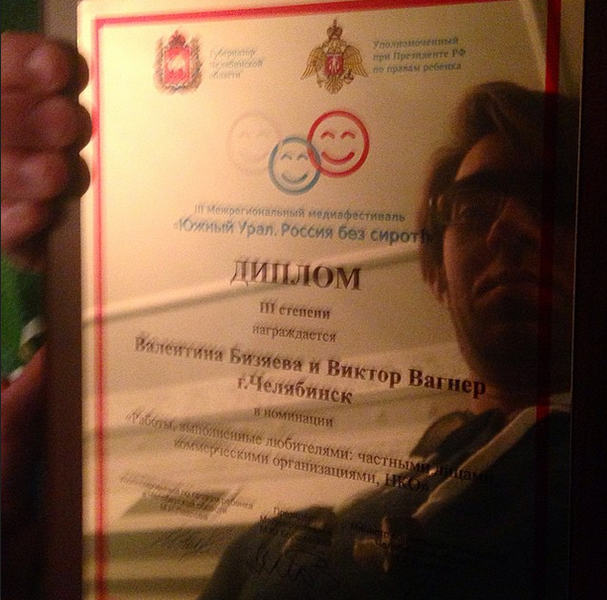 Губернатор
Челябинской
области
Уполномоченный
при Президенте РФ
по правам ребенка
III Межрегиональный медиафестиваль
«Южный Урал. Россия без сирот!»
ДИПЛОМ
III степени
награждается
Валентина Бизяева и Виктор Вагнер
г.Челябинск
в номинации
«Работы, выполненные любителями: частными лицами,
коммерческими организациями, НКО»